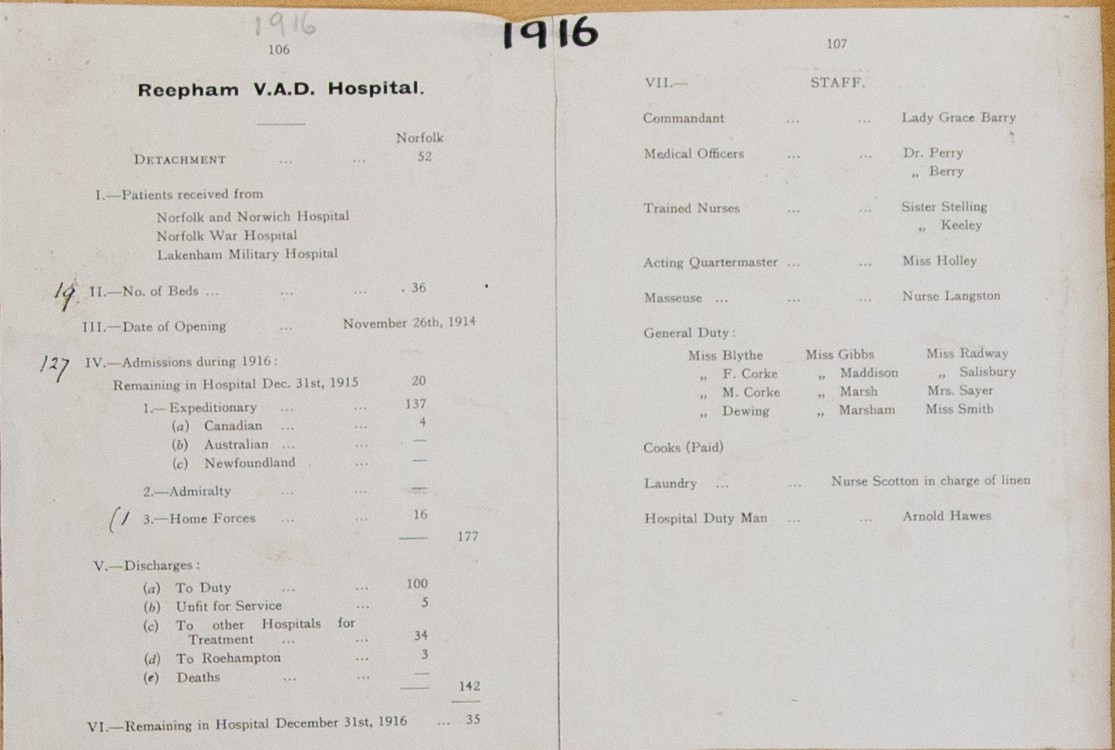 1916
1916
106
Reepham V.A.D. Hospital.
Norfolk
DETACHMENT ... ... 52
I.—Patients received from
Norfolk and Norwich Hospital
Norfolk War Hospital
Lakenham Military Hospital
19 II.—No. of Beds ... ... ... 36
III.—Date of Opening ... November 26th, 1914
127 IV.—Admissions during 1916:
Remaining in Hospital Dec. 31st, 1915 20
1.—Expeditionary ... ... 137
(a) Canadian ... ... 4
(b) Australian ... ... —
(c) Newfoundland ... —
2.—Admiralty ... ... —
3.—Home Forces ... ... 16
177
V.—Discharges:
(a) To Duty ... ... 100
(b) Unfit for Service ... 5
(c) To other Hospitals for
Treatment ... ... 34
(d) To Roehampton ... 3
(e) Deaths ... ... —
142
VI.—Remaining in Hospital December 31st, 1916 ... 35
107
VII.— STAFF.
Commandant ... ... Lady Grace Barry
Medical Officers ... ... Dr. Perry
„ Berry
Trained Nurses ... ... Sister Stelling
„ Keeley
Acting Quartermaster ... ... Miss Holley
Masseuse ... ... ... Nurse Langston
General Duty:
Miss Blythe Miss Gibbs Miss Radway
„ F. Corke „ Maddison „ Salisbury
„ M. Corke „ Marsh Mrs. Sayer
„ Dewing „ Marsham Miss Smith
Cooks (Paid)
Laundry ... ... Nurse Scotton in charge of linen
Hospital Duty Man ... ... Arnold Hawes